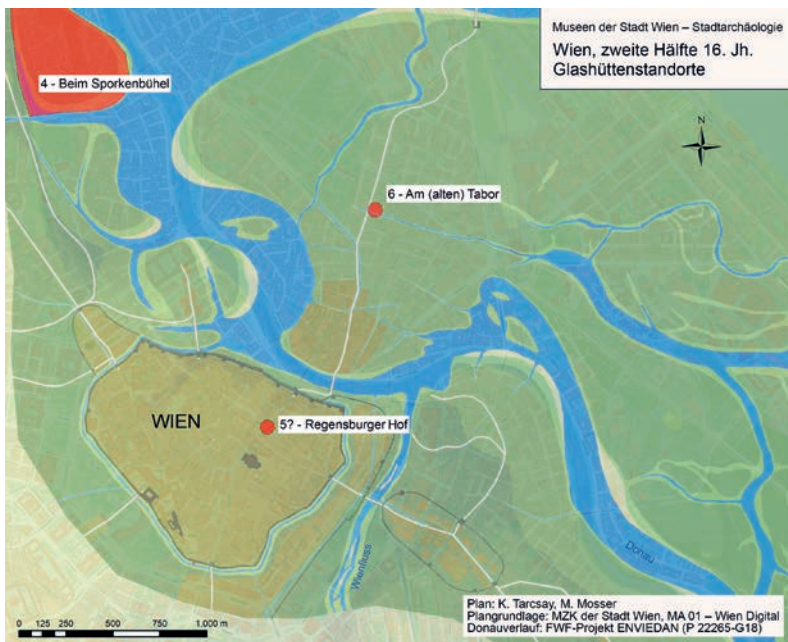 Museen der Stadt Wien – Stadtarchäologie
Wien, zweite Hälfte 16. Jh.
Glashüttenstandorte
4 - Beim Sporkenbühel
N
6 - Am (alten) Tabor
WIEN
5? - Regensburger Hof
Wienfluss
Donau
0 125 250 500 750 1.000 m
Plan: K. Tarcsay, M. Mosser
Plangrundlage: MZK der Stadt Wien, MA 01 – Wien Digital
Donauverlauf: FWF-Projekt ENVIEDAN (P 22265-G18)